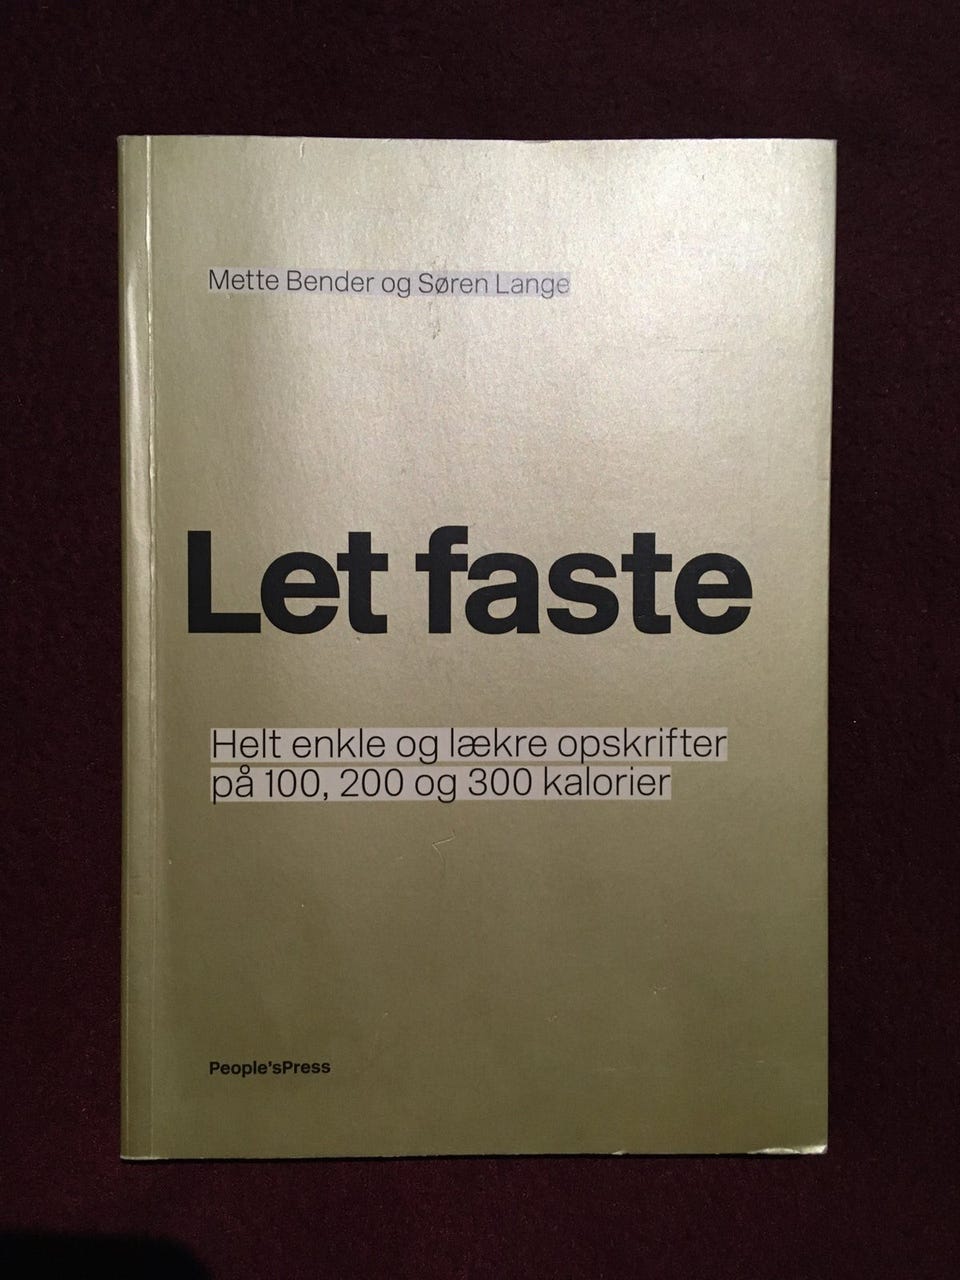 Mette Bender og Søren Lange
Let faste
Helt enkle og lækre opskrifter
på 100, 200 og 300 kalorier
People'sPress